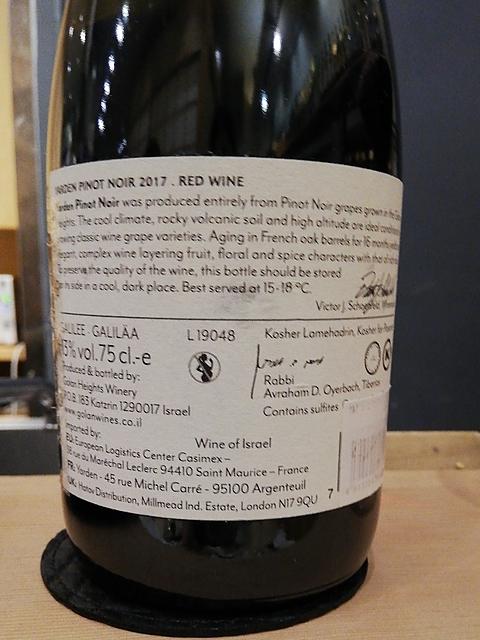 YARDEN PINOT NOIR 2017 . RED WINE
Yarden Pinot Noir was produced entirely from Pinot Noir grapes grown in the
The cool climate, rocky volcanic soil and high altitude are ideal
classic wine grape varieties. Aging in French oak barrels for 16 months
complex wine layering fruit, floral and spice characters with
preserve the quality of the wine, this bottle should be stored
on its side in a cool, dark place. Best served at 15-18 °C.
Victor J. Schoenfeld,
GALILEE · GALILÄA
L19048
Kosher Lamehadrin, Kosher for
vol.75 cl.-e
Produced & bottled by:
Golan Heights Winery
P.O.B. 183 Katzrin 1290017 Israel
www.golanwines.co.il
Rabbi
Avraham D. Oyerbach, Tiberias
Contains sulfites
Imported by:
Wine of Israel
EU: European Logistics Center Casimex –
rue du Maréchal Leclerc 94410 Saint Maurice – France
FR: Yarden - 45 rue Michel Carré - 95100 Argenteuil
UK: Hatov Distribution, Millmead Ind. Estate, London N17 9QU
7